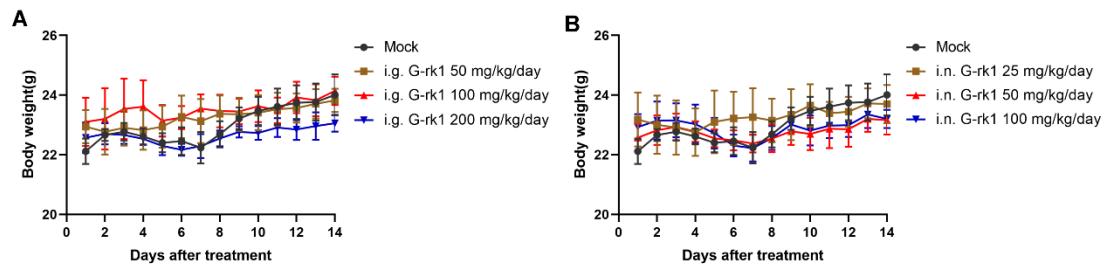 A
Body weight(g)
26
24
22
20
0 2 4 6 8 10 12 14
Days after treatment
Mock
i.g. G-rk1 50 mg/kg/day
i.g. G-rk1 100 mg/kg/day
i.g. G-rk1 200 mg/kg/day
B
Body weight(g)
26
24
22
20
0 2 4 6 8 10 12 14
Days after treatment
Mock
i.n. G-rk1 25 mg/kg/day
i.n. G-rk1 50 mg/kg/day
i.n. G-rk1 100 mg/kg/day